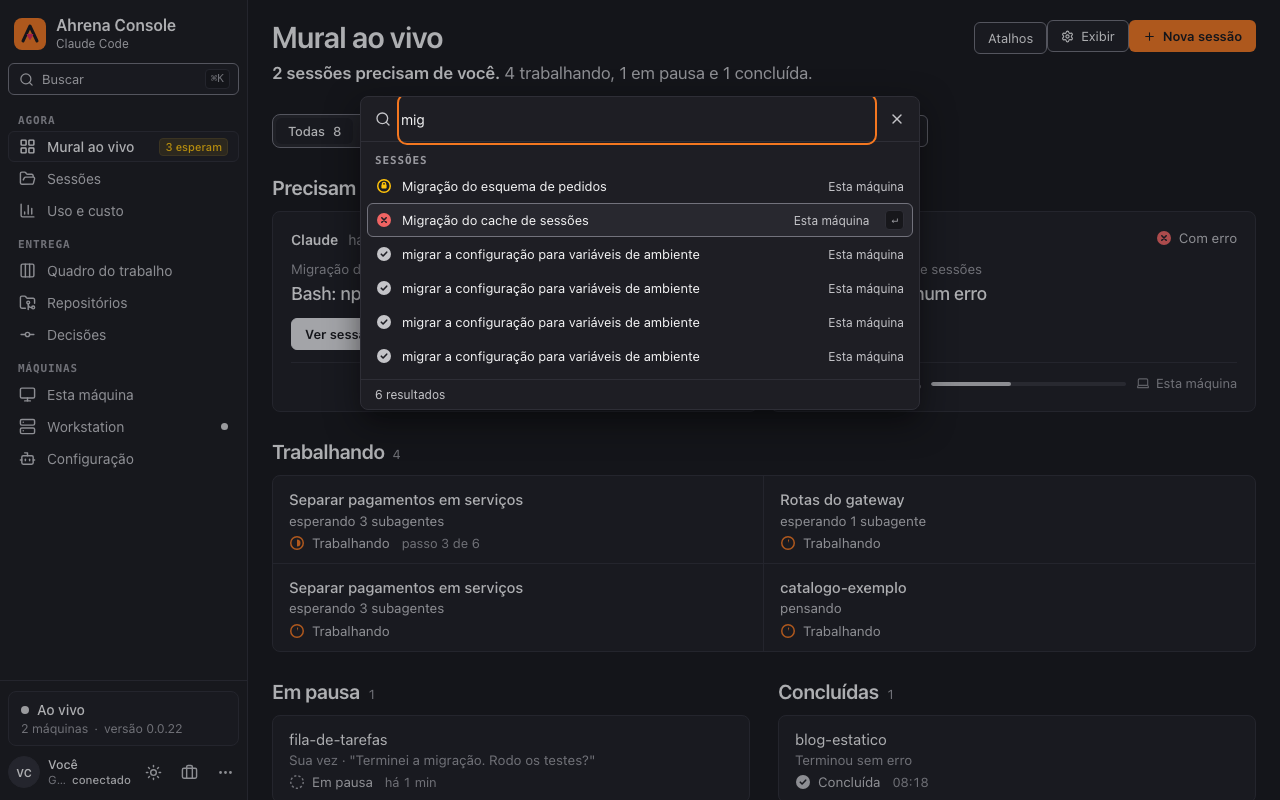 Ahrena Console
Claude Code
Buscar
⌘K
AGORA
Mural ao vivo
3 esperam
Sessões
Uso e custo
ENTREGA
Quadro do trabalho
Repositórios
Decisões
MÁQUINAS
Esta máquina
Workstation
Configuração
Ao vivo
2 máquinas · versão 0.0.22
VC
Você
G... conectado
Mural ao vivo
2 sessões precisam de você. 4 trabalhando, 1 em pausa e 1 concluída.
Atalhos
Exibir
+ Nova sessão
Todas 8
mig
SESSÕES
Migração do esquema de pedidos Esta máquina
Migração do cache de sessões Esta máquina ↵
migrar a configuração para variáveis de ambiente Esta máquina
migrar a configuração para variáveis de ambiente Esta máquina
migrar a configuração para variáveis de ambiente Esta máquina
migrar a configuração para variáveis de ambiente Esta máquina
6 resultados
Precisam
Claude
Migração d
Bash: np
Ver sess
Com erro
e sessões
um erro
Esta máquina
Trabalhando 4
Separar pagamentos em serviços
esperando 3 subagentes
Trabalhando passo 3 de 6
Rotas do gateway
esperando 1 subagente
Trabalhando
Separar pagamentos em serviços
esperando 3 subagentes
Trabalhando
catalogo-exemplo
pensando
Trabalhando
Em pausa 1
fila-de-tarefas
Sua vez · "Terminei a migração. Rodo os testes?"
Em pausa há 1 min
Concluídas 1
blog-estatico
Terminou sem erro
Concluída 08:18